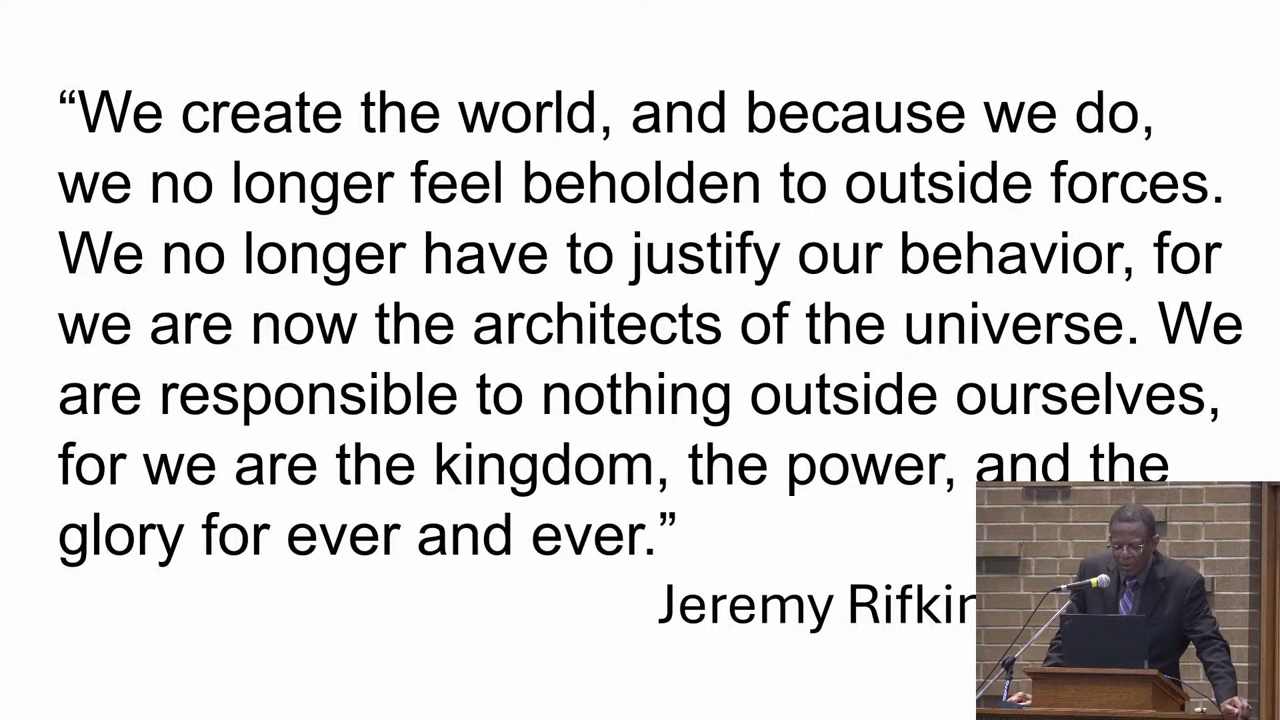 “We create the world, and because we do,
we no longer feel beholden to outside forces.
We no longer have to justify our behavior, for
we are now the architects of the universe. We
are responsible to nothing outside ourselves,
for we are the kingdom, the power, and the
glory for ever and ever.”
Jeremy